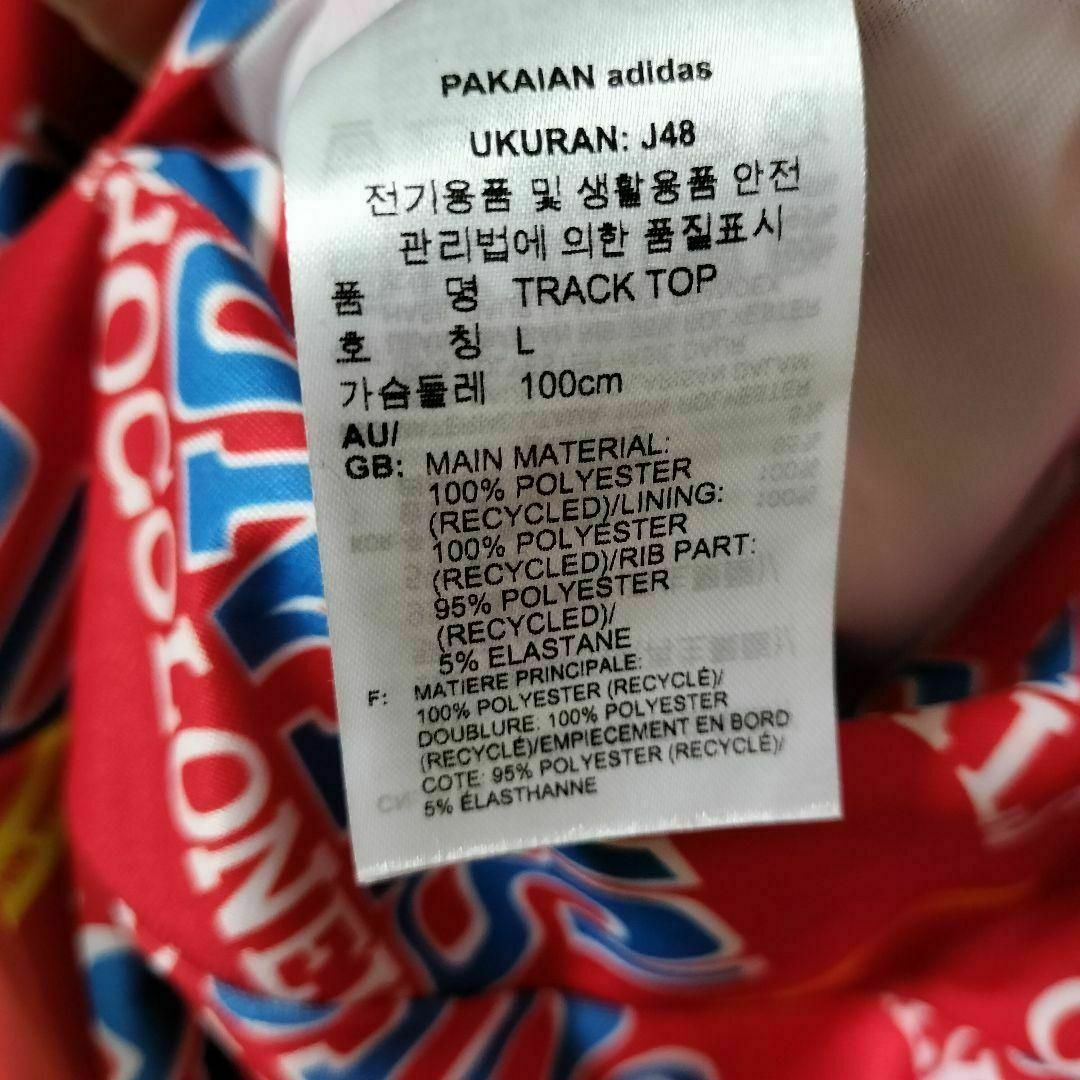 PAKAIAN adidas
UKURAN: J48
전기용품 및 생활용품 안전
관리법에 의한 품질표시
품 명 TRACK TOP
호 칭 L
가슴둘레 100cm
AU/
GB: MAIN MATERIAL:
100% POLYESTER
(RECYCLED)/LINING:
100% POLYESTER
(RECYCLED)/RIB PART:
95% POLYESTER
(RECYCLED)/
5% ELASTANE
F: MATIERE PRINCIPALE:
100% POLYESTER (RECYCLÉ)/
DOUBLURE: 100% POLYESTER
(RECYCLÉ)/EMPIECEMENT EN BORD
COTE: 95% POLYESTER (RECYCLÉ)/
5% ÉLASTHANNE